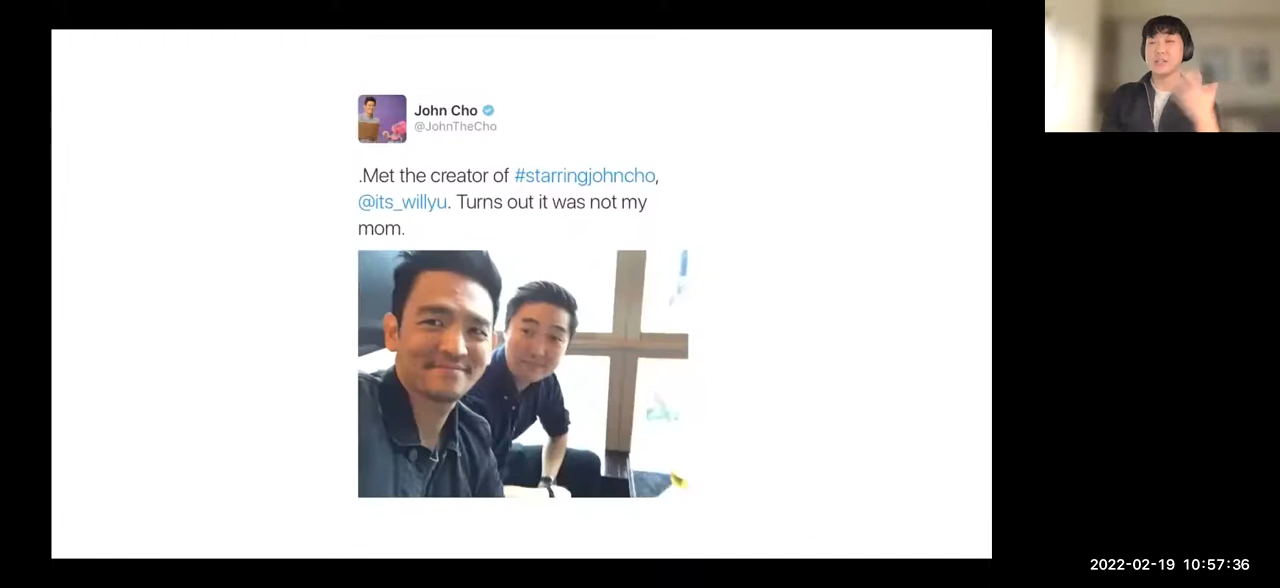 John Cho
@JohnTheCho
.Met the creator of #starringjohncho,
@its_willyu. Turns out it was not my
mom.
2022-02-19 10:57:36